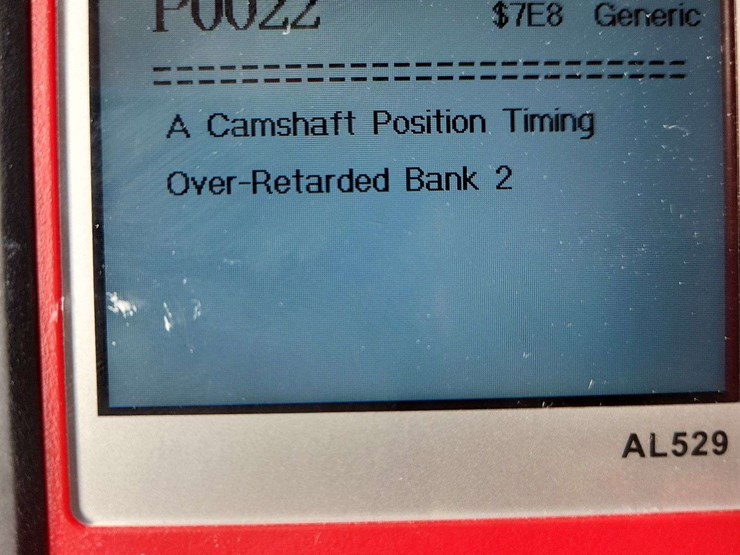 P0022 $7E8 Generic
============================
A Camshaft Position Timing
Over-Retarded Bank 2
AL529